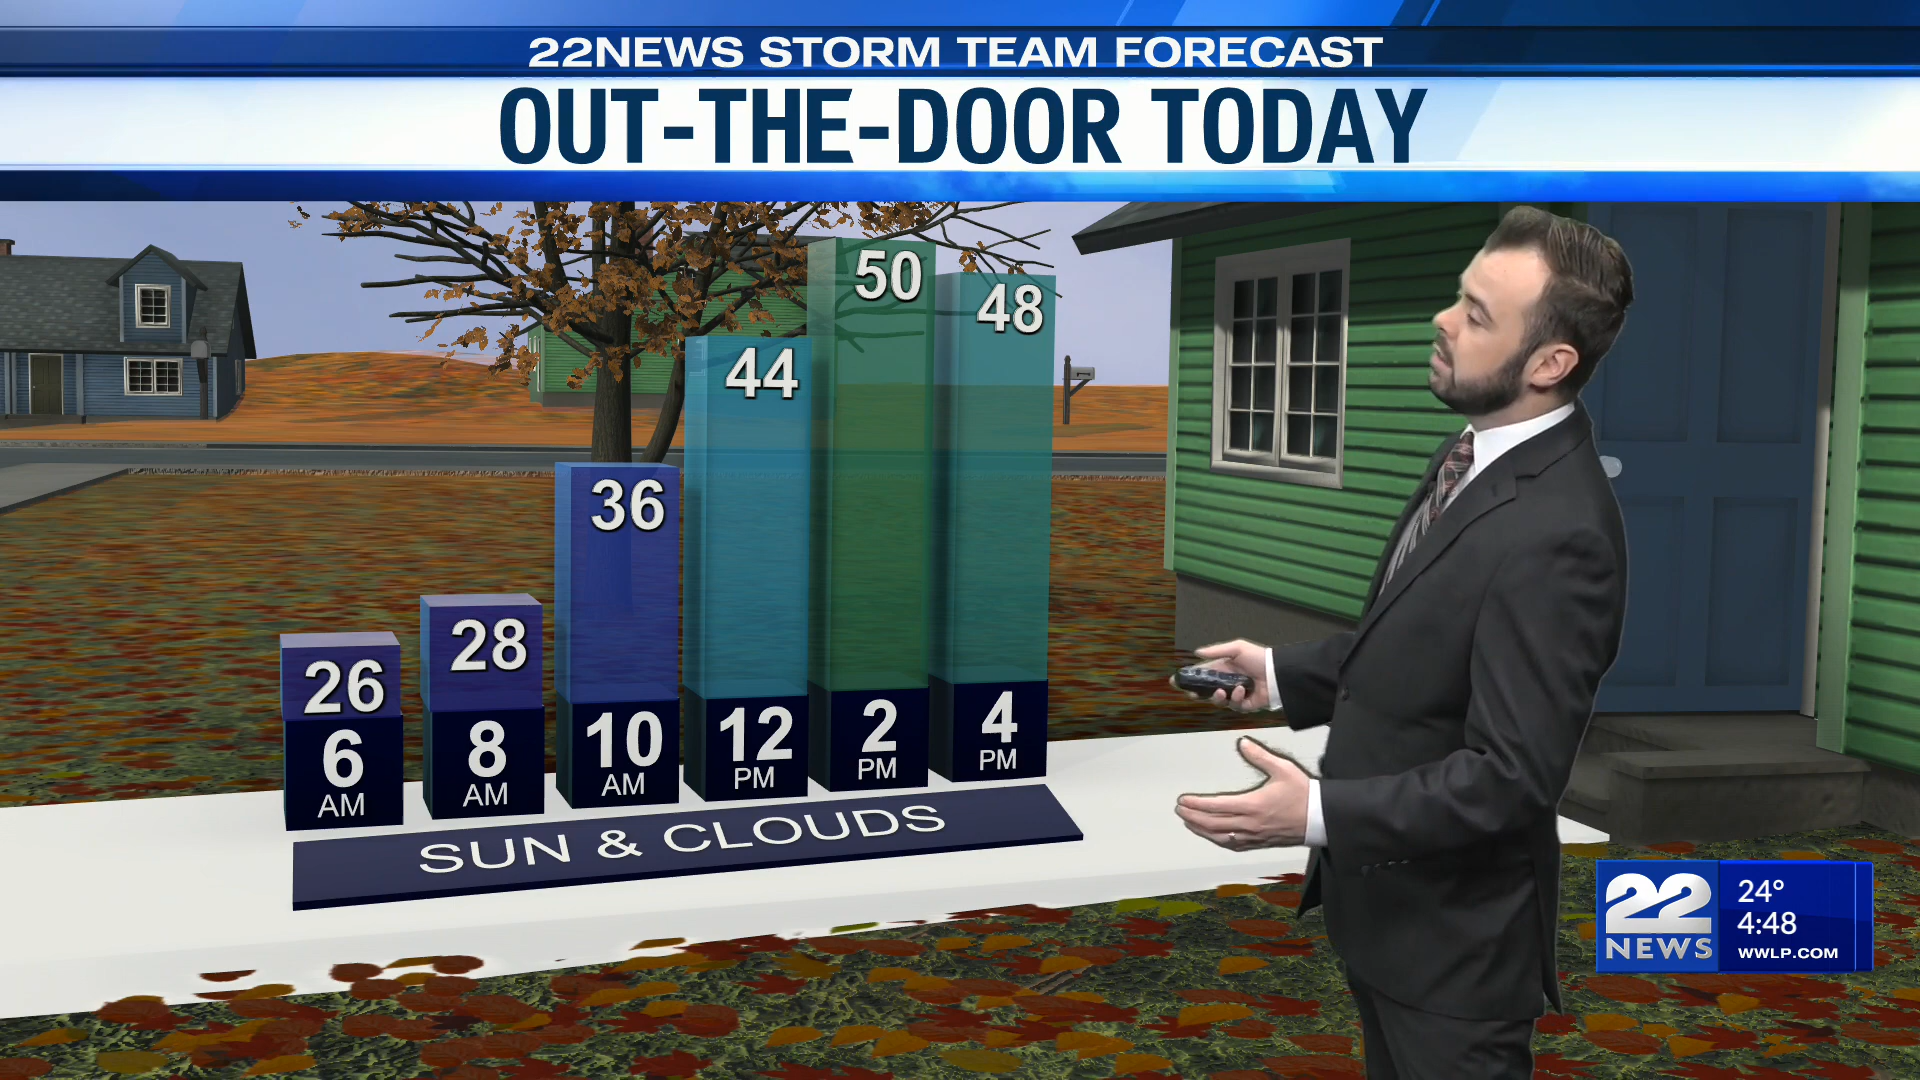 22NEWS STORM TEAM FORECAST
OUT-THE-DOOR TODAY
26
28
36
44
50
48
6
AM
8
AM
10
AM
12
PM
2
PM
4
PM
SUN & CLOUDS
22
NEWS
24°
4:48
WWLP.COM